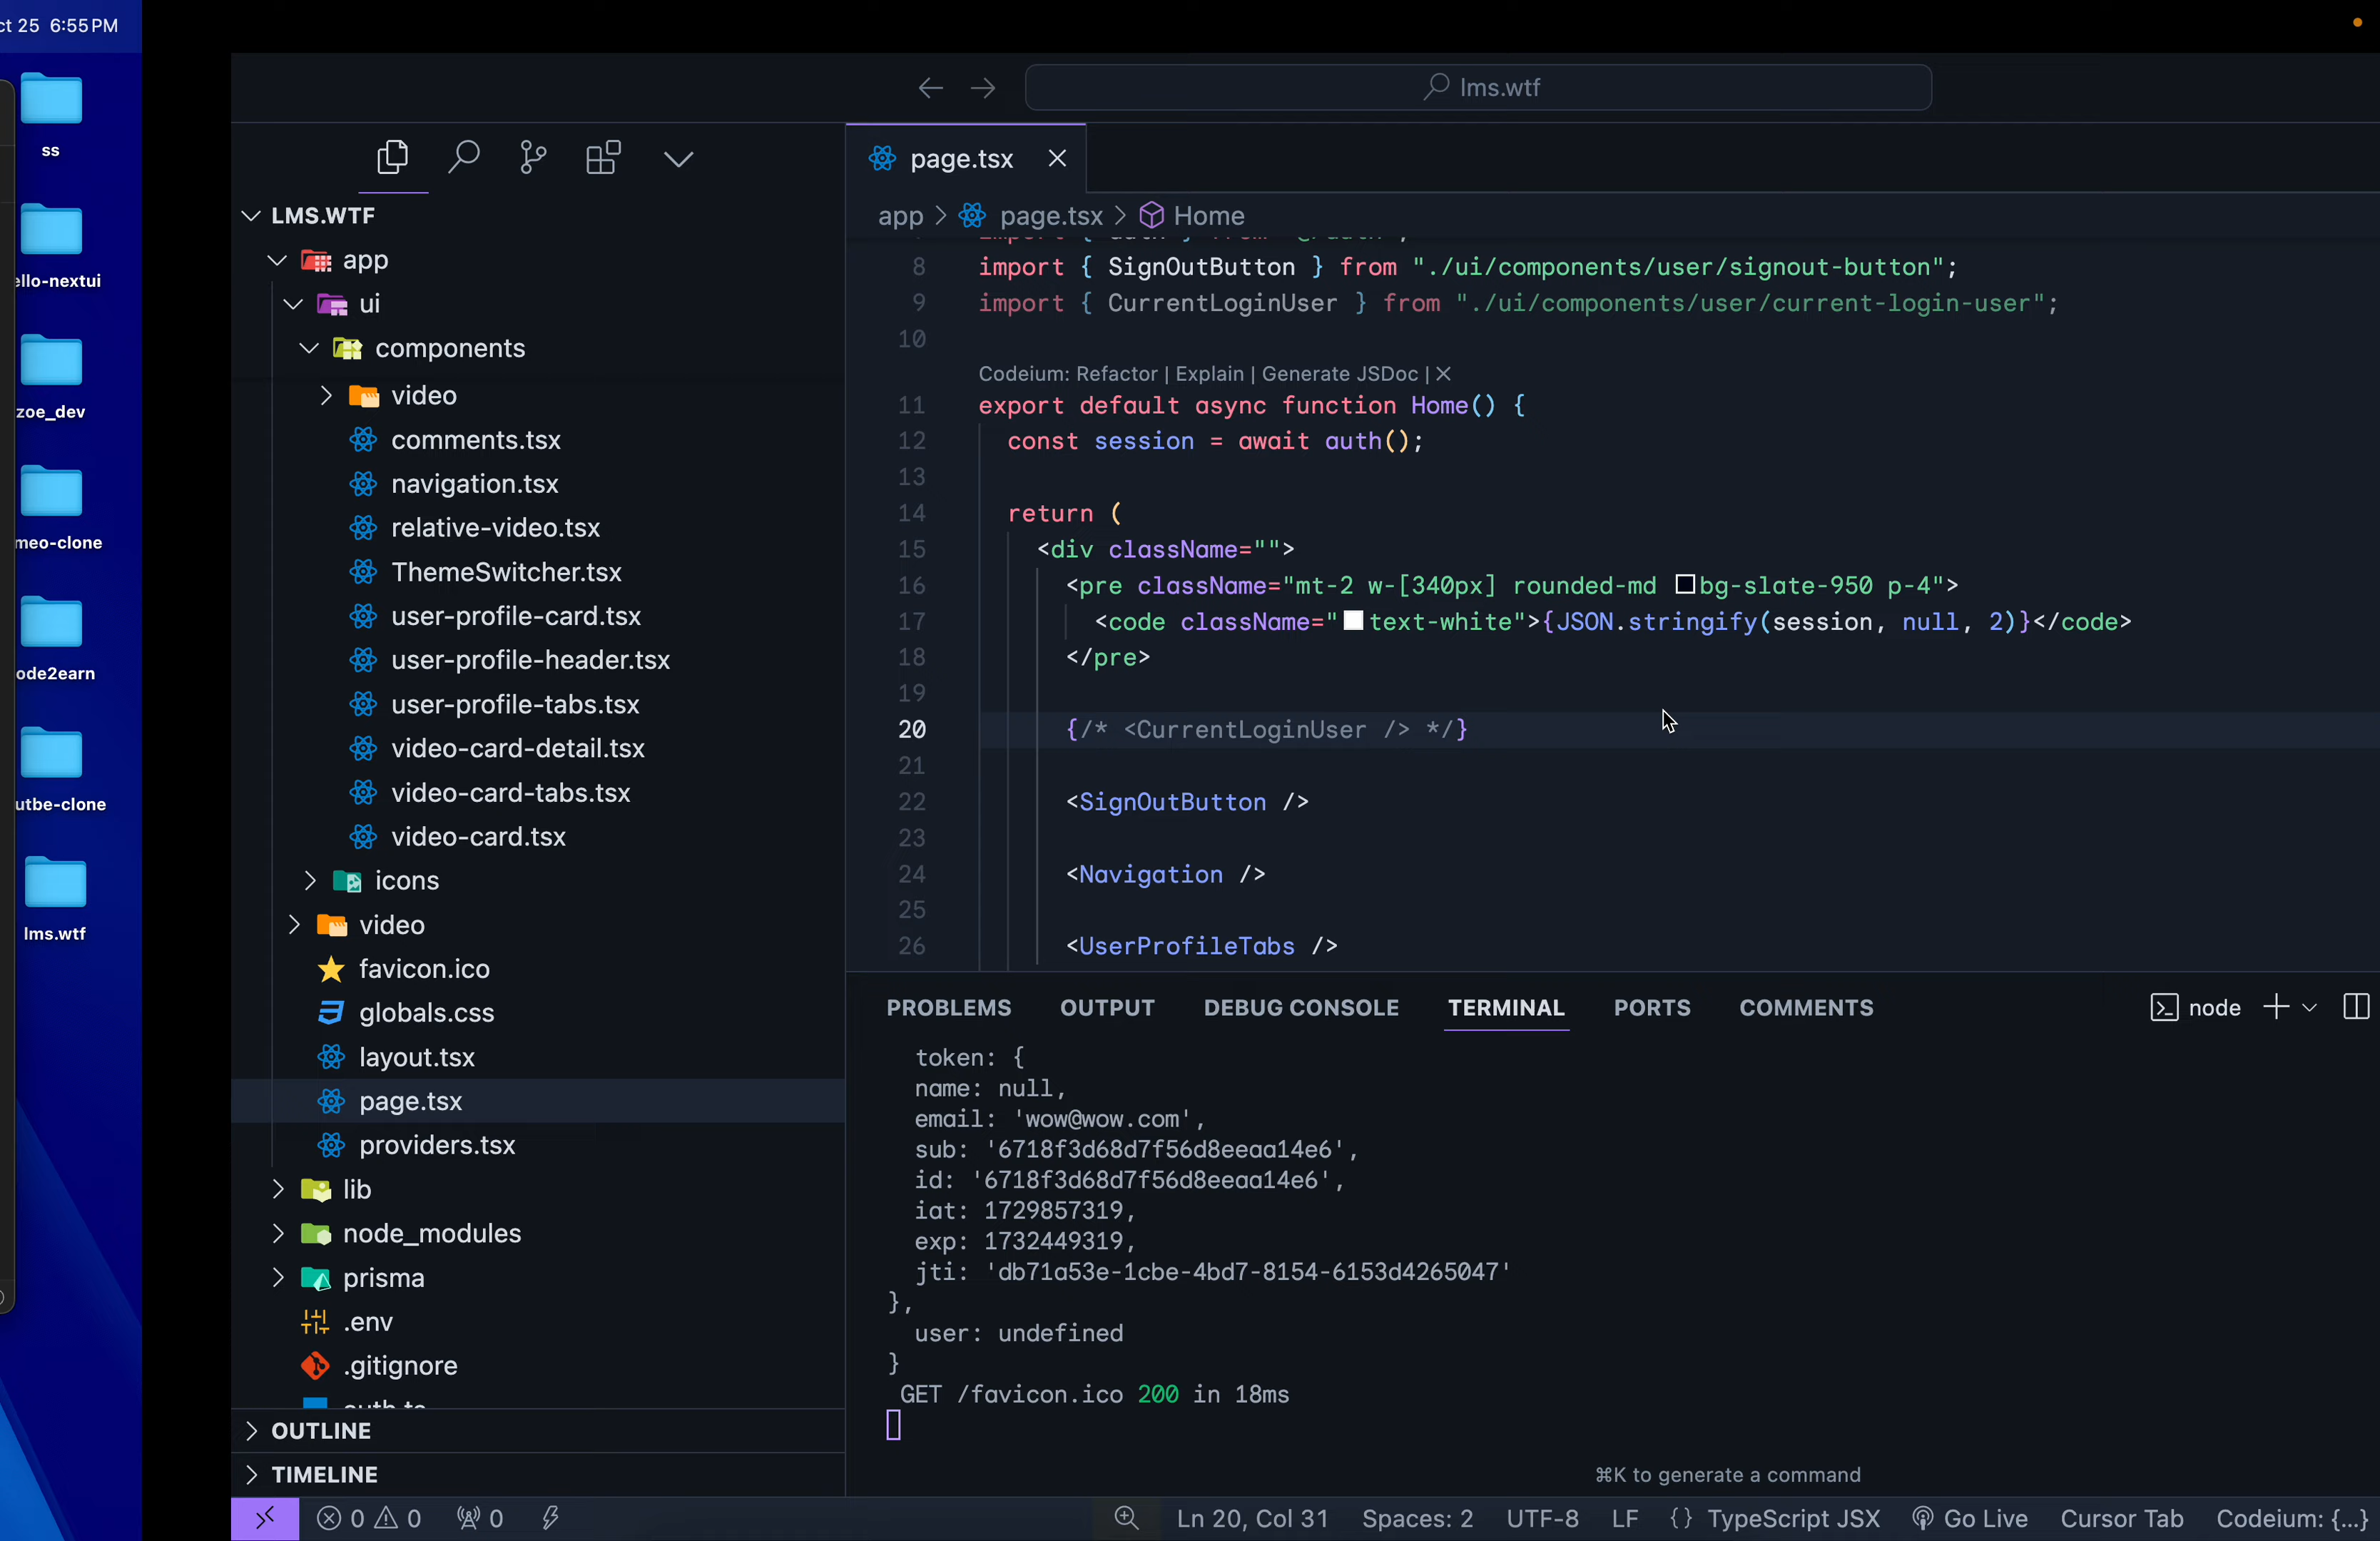 ct 25 6:55 PM
ss
ello-nextui
zoe_dev
meo-clone
ode2earn
utbe-clone
lms.wtf
lms.wtf
LMS.WTF
app
ui
components
video
comments.tsx
navigation.tsx
relative-video.tsx
ThemeSwitcher.tsx
user-profile-card.tsx
user-profile-header.tsx
user-profile-tabs.tsx
video-card-detail.tsx
video-card-tabs.tsx
video-card.tsx
icons
video
favicon.ico
globals.css
layout.tsx
page.tsx
providers.tsx
lib
node_modules
prisma
.env
.gitignore
OUTLINE
TIMELINE
page.tsx
app > page.tsx > Home
8 import { SignOutButton } from "./ui/components/user/signout-button";
9 import { CurrentLoginUser } from "./ui/components/user/current-login-user";
10
Codeium: Refactor | Explain | Generate JSDoc | ×
11 export default async function Home() {
12 const session = await auth();
13
14 return (
15 <div className="">
16 <pre className="mt-2 w-[340px] rounded-md bg-slate-950 p-4">
17 <code className="text-white">{JSON.stringify(session, null, 2)}</code>
18 </pre>
19
20 {/* <CurrentLoginUser /> */}
21
22 <SignOutButton />
23
24 <Navigation />
25
26 <UserProfileTabs />
PROBLEMS OUTPUT DEBUG CONSOLE TERMINAL PORTS COMMENTS node
token: {
name: null,
email: 'wow@wow.com',
sub: '6718f3d68d7f56d8eeaa14e6',
id: '6718f3d68d7f56d8eeaa14e6',
iat: 1729857319,
exp: 1732449319,
jti: 'db71a53e-1cbe-4bd7-8154-6153d4265047'
},
user: undefined
}
GET /favicon.ico 200 in 18ms
⌘K to generate a command
0 0 0 Ln 20, Col 31 Spaces: 2 UTF-8 LF {} TypeScript JSX Go Live Cursor Tab Codeium: {...}